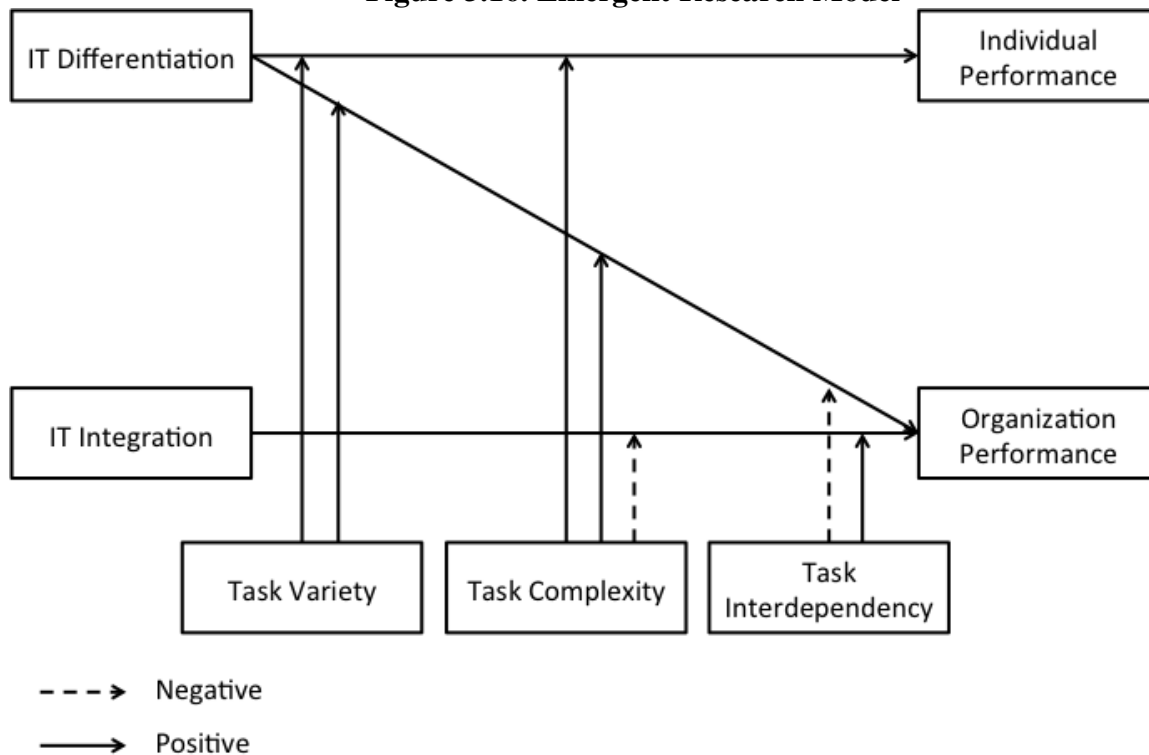 IT Differentiation
Individual
Performance
IT Integration
Organization
Performance
Task Variety
Task Complexity
Task
Interdependency
Negative
Positive